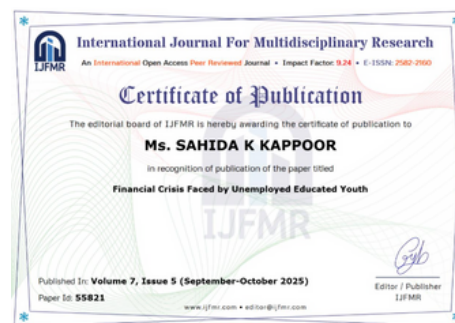 IJFMR
International Journal For Multidisciplinary Research
An International Open Access Peer Reviewed Journal • Impact Factor: 9.24 • E-ISSN: 2582-2160
Certificate of Publication
The editorial board of IJFMR is hereby awarding the certificate of publication to
Ms. SAHIDA K KAPPOOR
in recognition of publication of the paper titled
Financial Crisis Faced by Unemployed Educated Youth
IJFMR
Published In: Volume 7, Issue 5 (September-October 2025)
Paper Id: 55821
Editor / Publisher
IJFMR
www.ijfmr.com • editor@ijfmr.com